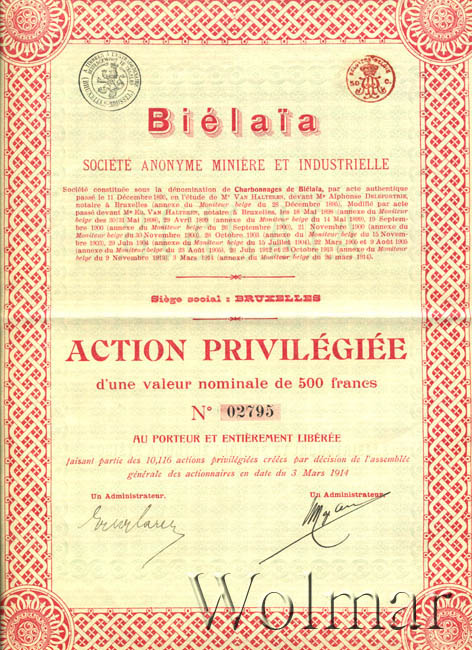 Biélaïa
SOCIÉTÉ ANONYME MINIÈRE ET INDUSTRIELLE
Société constituée sous la dénomination de Charbonnages de Biélaïa, par acte authentique
passé le 11 Décembre 1895, en l'étude de Me VAN HALTEREN, devant Me Alphonse DELEFORTRIE,
notaire à Bruxelles (annexe du Moniteur belge du 28 Décembre 1895). Modifié par acte
passé devant Me ED. VAN HALTEREN, notaire à Bruxelles, les 18 Mai 1898 (annexe du Moniteur
belge des 30/31 Mai 1898), 29 Avril 1899 (annexe du Moniteur belge du 14 Mai 1899), 19 Septem-
bre 1900 (annexe du Moniteur belge du 26 Septembre 1900), 21 Novembre 1900 (annexe du
Moniteur belge du 30 Novembre 1900), 26 Octobre 1903 (annexe du Moniteur belge du 15 Novem-
bre 1903), 29 Juin 1904 (annexe du Moniteur belge du 15 Juillet 1904), 22 Mars 1905 et 9 Août 1905
(annexe du Moniteur belge du 23 Août 1905), 26 Juin 1912 et 23 Octobre 1913 (annexe du Moniteur
belge du 9 Novembre 1913), 3 Mars 1914 (annexe du Moniteur belge du 26 mars 1914).
Siège social : BRUXELLES
ACTION PRIVILÉGIÉE
d'une valeur nominale de 500 francs
N° 02795
AU PORTEUR ET ENTIÈREMENT LIBÉRÉE
faisant partie des 10,116 actions privilégiées créées par décision de l'assemblée
générale des actionnaires en date du 3 Mars 1914
Un Administrateur. Un Administrateur.
Wolmar